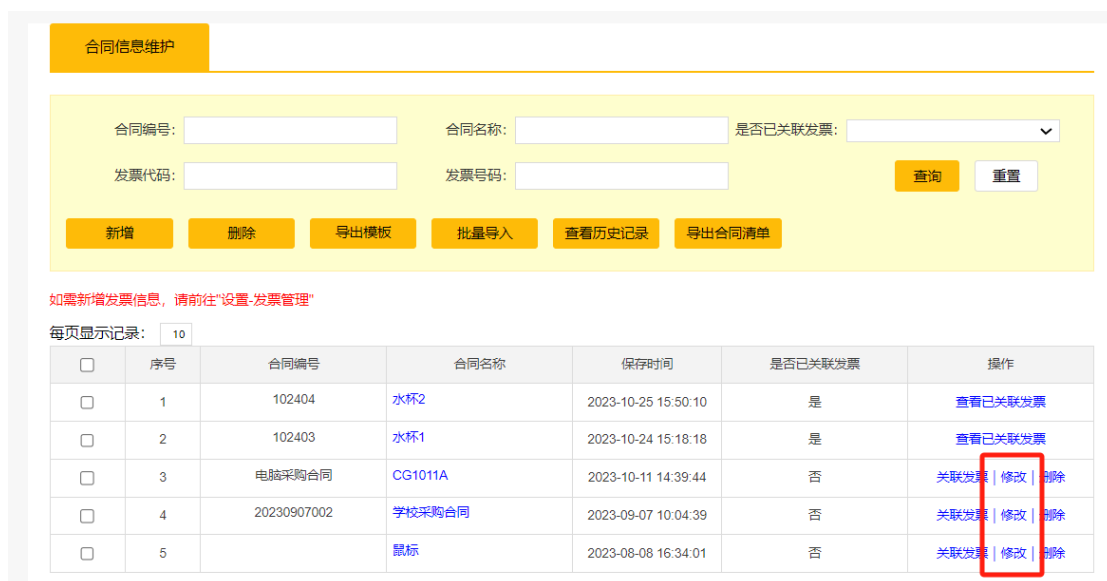 合同信息维护
合同编号: 合同名称: 是否已关联发票:
发票代码: 发票号码: 查询 重置
新增 删除 导出模板 批量导入 查看历史记录 导出合同清单
如需新增发票信息，请前往"设置-发票管理"
每页显示记录: 10
序号 合同编号 合同名称 保存时间 是否已关联发票 操作
1 102404 水杯2 2023-10-25 15:50:10 是 查看已关联发票
2 102403 水杯1 2023-10-24 15:18:18 是 查看已关联发票
3 电脑采购合同 CG1011A 2023-10-11 14:39:44 否 关联发票 | 修改 | 删除
4 20230907002 学校采购合同 2023-09-07 10:04:39 否 关联发票 | 修改 | 删除
5 鼠标 2023-08-08 16:34:01 否 关联发票 | 修改 | 删除